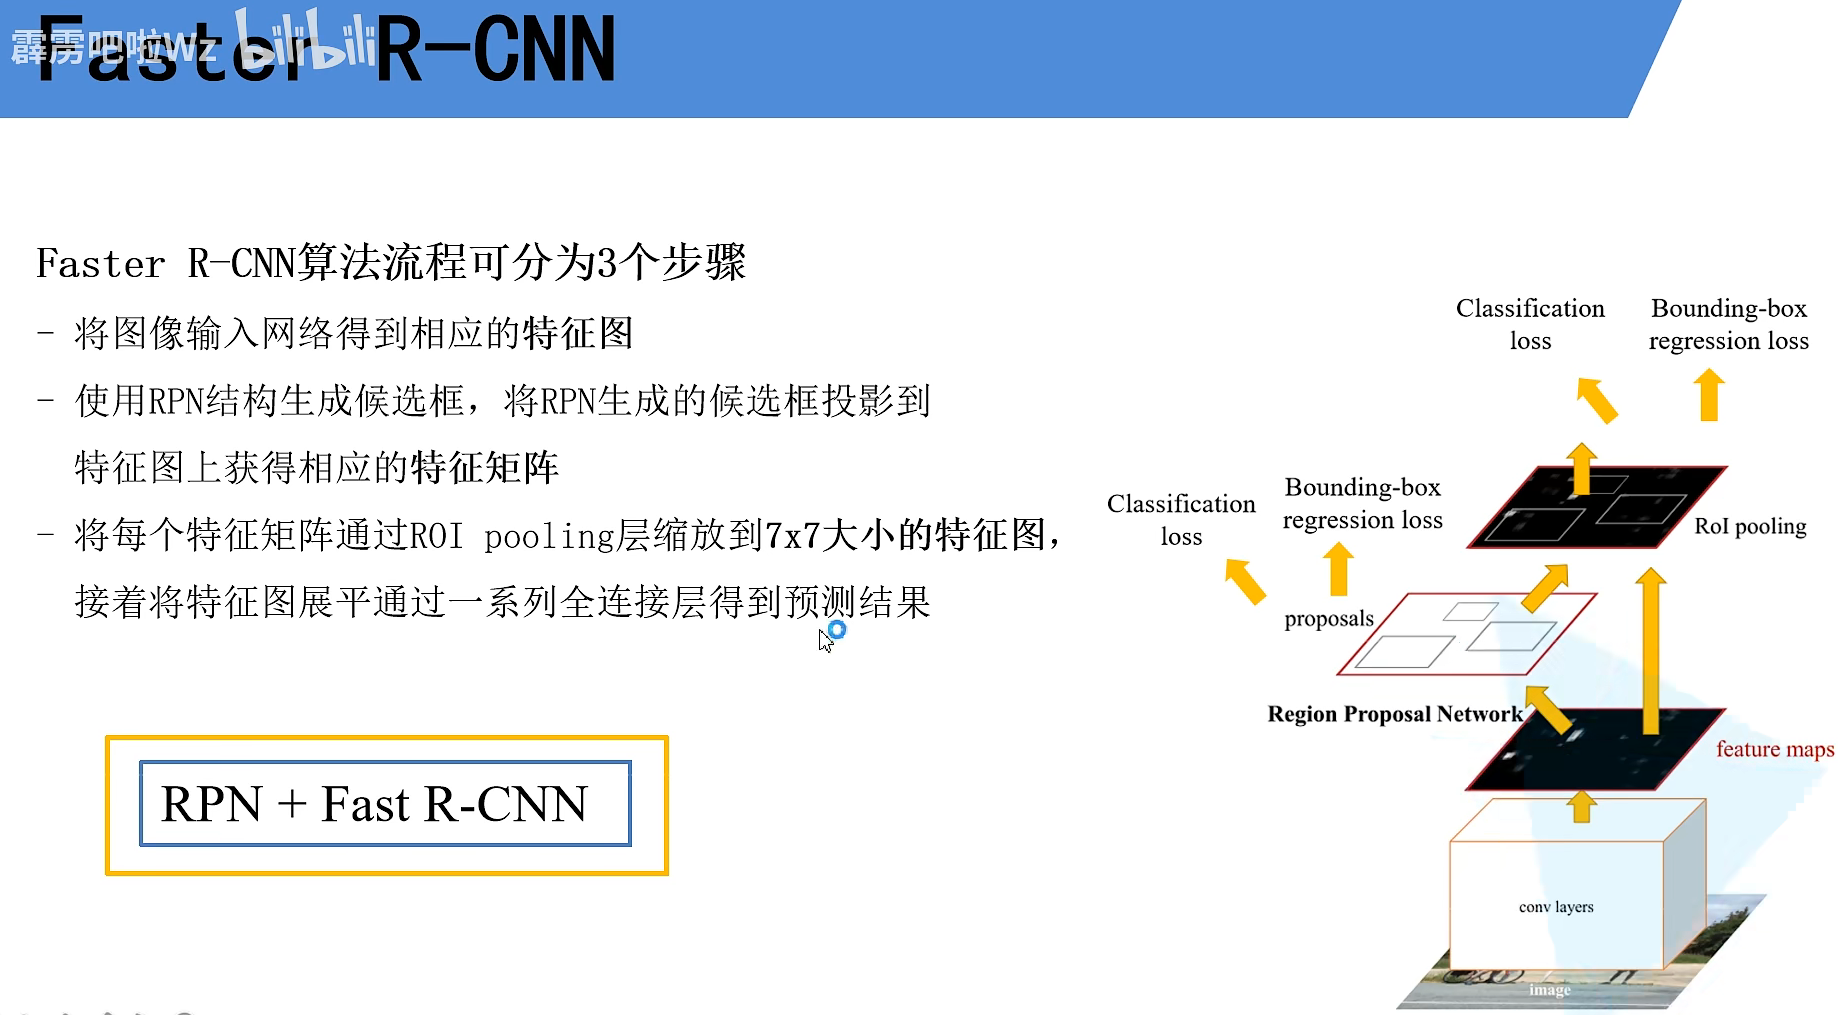 Faster R-CNN
霹雳吧啦Wz bilibili
Faster R-CNN算法流程可分为3个步骤
- 将图像输入网络得到相应的特征图
- 使用RPN结构生成候选框，将RPN生成的候选框投影到
特征图上获得相应的特征矩阵
- 将每个特征矩阵通过ROI pooling层缩放到7x7大小的特征图，
接着将特征图展平通过一系列全连接层得到预测结果
RPN + Fast R-CNN
Classification
loss
Bounding-box
regression loss
Classification
loss
Bounding-box
regression loss
RoI pooling
proposals
Region Proposal Network
feature maps
conv layers
image